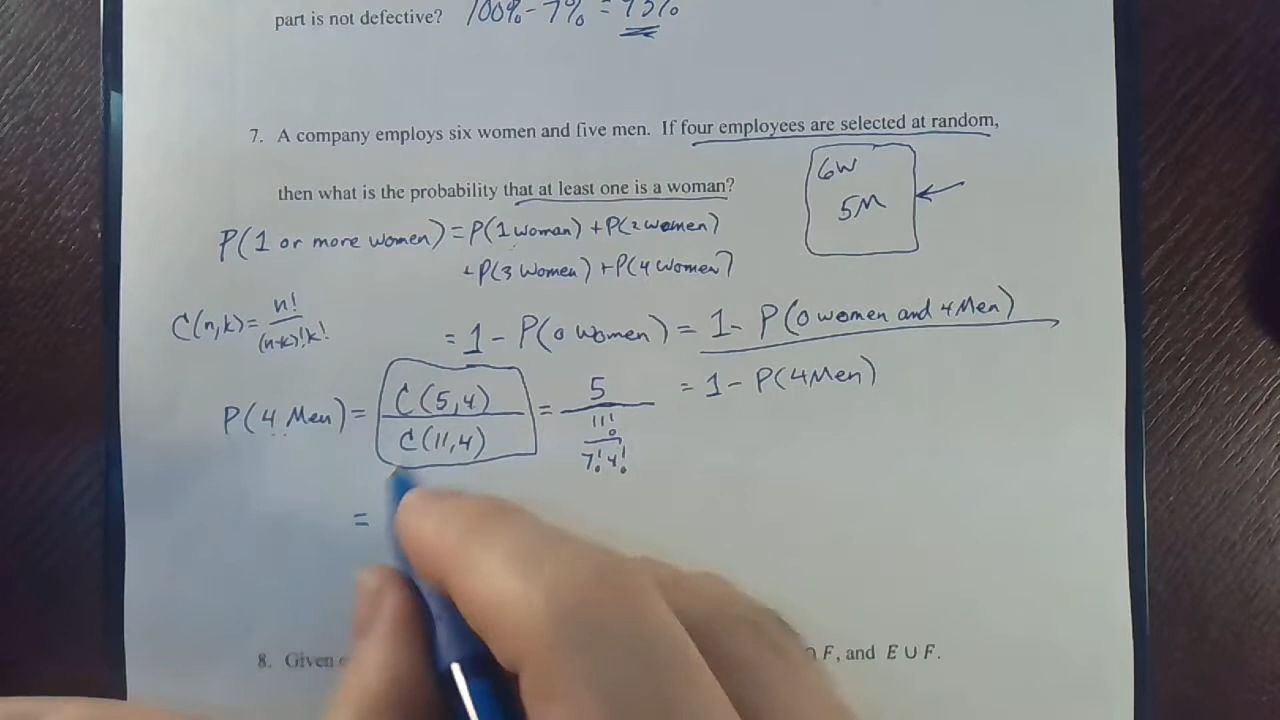 part is not defective? 100% - 7% = 93%
7. A company employs six women and five men. If four employees are selected at random,
then what is the probability that at least one is a woman?
6W
5M
P(1 or more women) = P(1 woman) + P(2 women)
+ P(3 women) + P(4 women)
C(n,k) = n! / (n-k)! k!
= 1 - P(0 women) = 1 - P(0 women and 4 Men)
= 1 - P(4 Men)
P(4 Men) = C(5,4) / C(11,4) = 5 / (11! / 7! 4!)
=
8. Given
F, and E ∪ F.